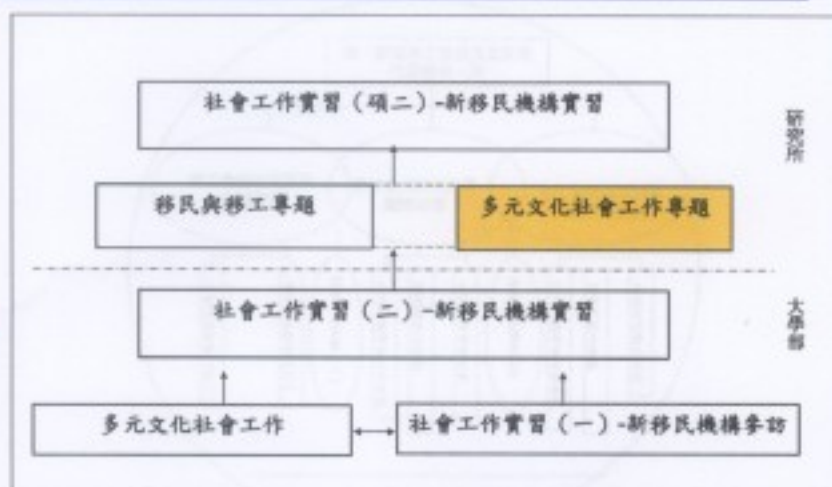 社會工作實習（碩二）-新移民機構實習
研究所
移民與移工專題
多元文化社會工作專題
社會工作實習（二）-新移民機構實習
大學部
多元文化社會工作
社會工作實習（一）-新移民機構參訪